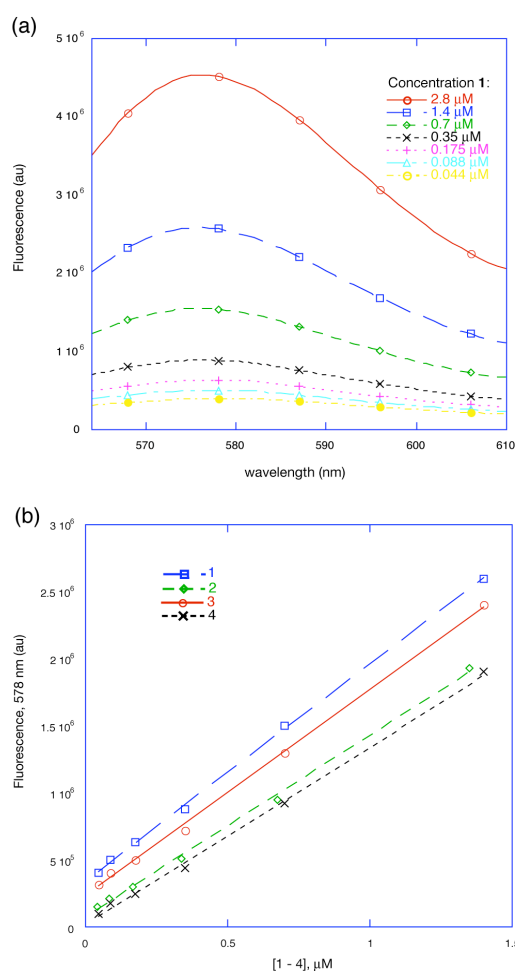 (a)
5 10⁶
4 10⁶
3 10⁶
2 10⁶
1 10⁶
0
Fluorescence (au)
Concentration 1:
2.8 µM
1.4 µM
0.7 µM
0.35 µM
0.175 µM
0.088 µM
0.044 µM
570 580 590 600 610
wavelength (nm)
(b)
3 10⁶
2.5 10⁶
2 10⁶
1.5 10⁶
1 10⁶
5 10⁵
0
Fluorescence, 578 nm (au)
1
2
3
4
0 0.5 1 1.5
[1 - 4], µM